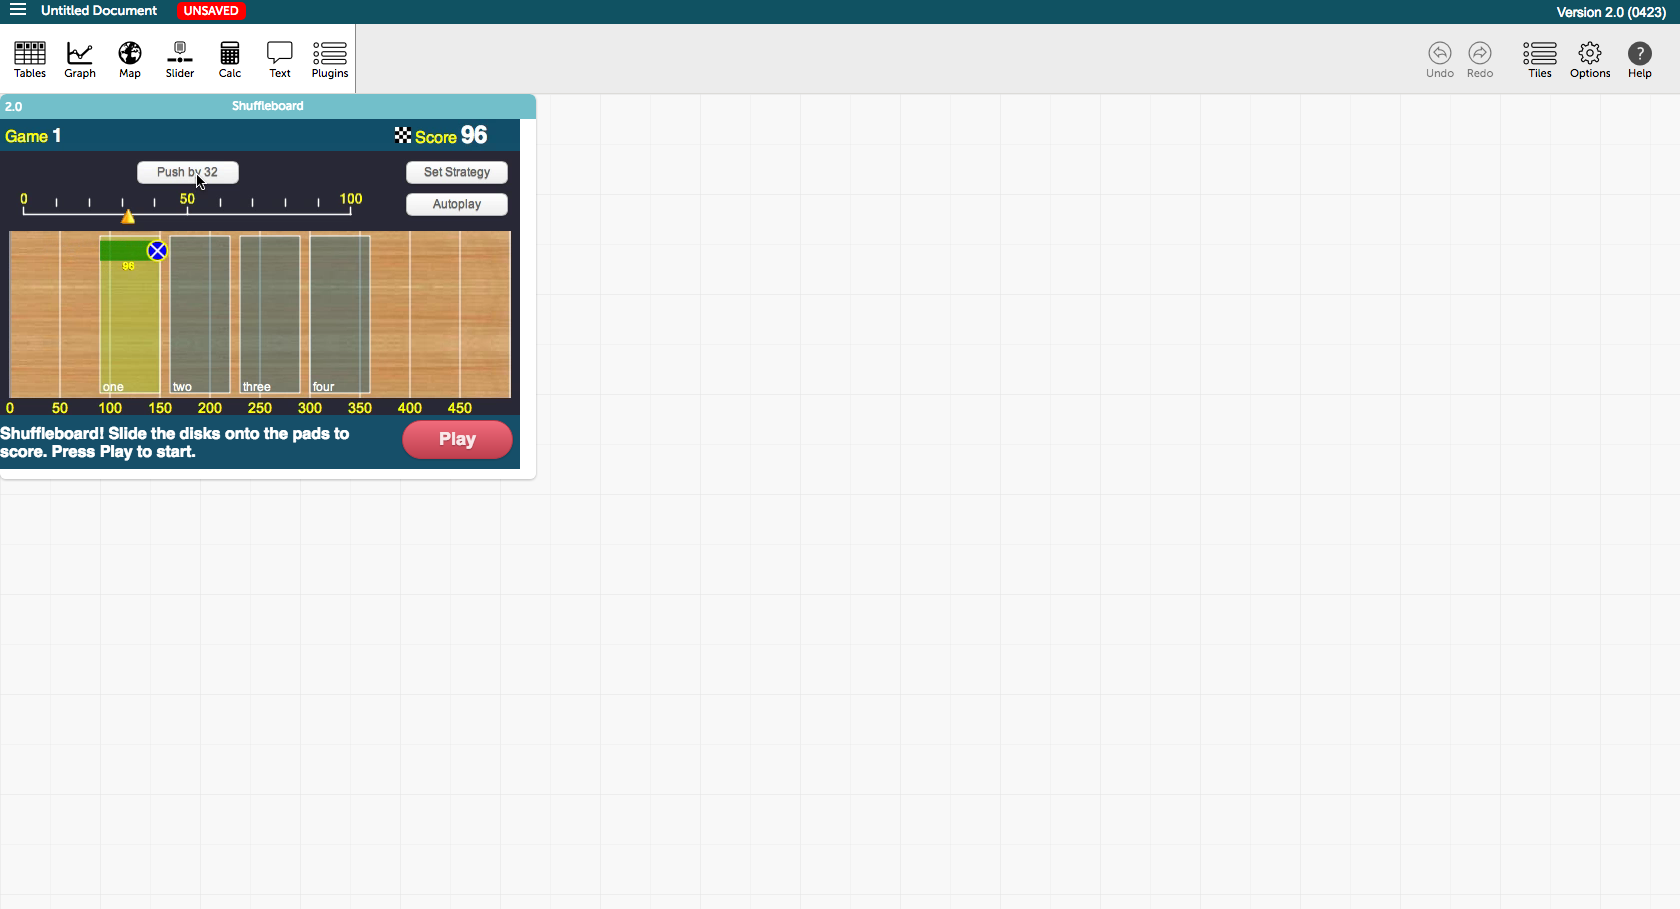 Untitled Document UNSAVED Version 2.0 (0423)
Tables Graph Map Slider Calc Text Plugins Undo Redo Tiles Options ? Help
2.0 Shuffleboard
Game 1 Score 96
Push by 32 Set Strategy
0 50 100
Autoplay
96
one two three four
0 50 100 150 200 250 300 350 400 450
Shuffleboard! Slide the disks onto the pads to
score. Press Play to start.
Play